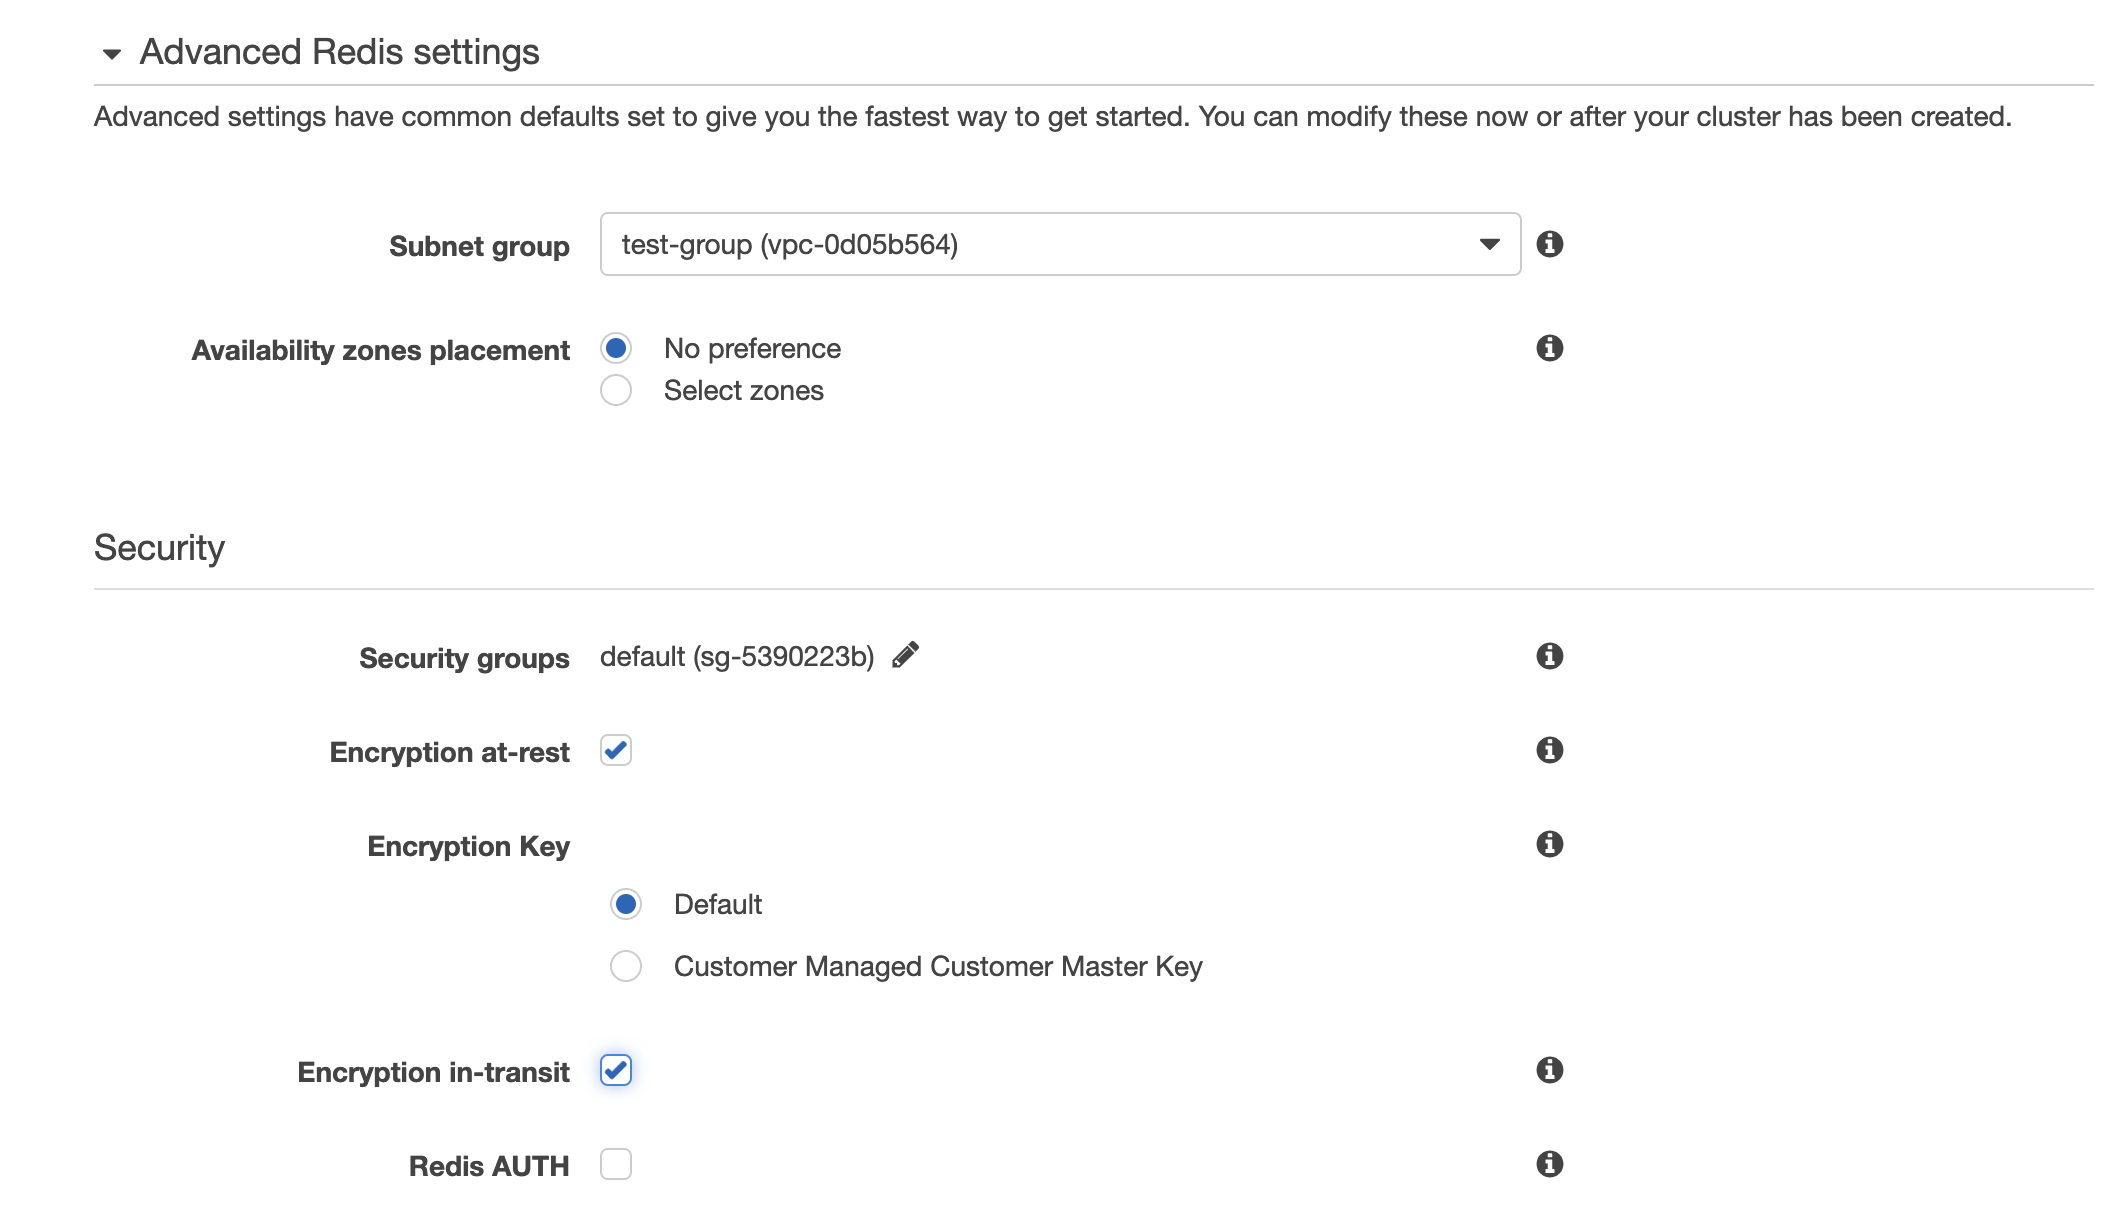 Advanced Redis settings
Advanced settings have common defaults set to give you the fastest way to get started. You can modify these now or after your cluster has been created.
Subnet group
test-group (vpc-0d05b564)
Availability zones placement
No preference
Select zones
Security
Security groups
default (sg-5390223b)
Encryption at-rest
Encryption Key
Default
Customer Managed Customer Master Key
Encryption in-transit
Redis AUTH